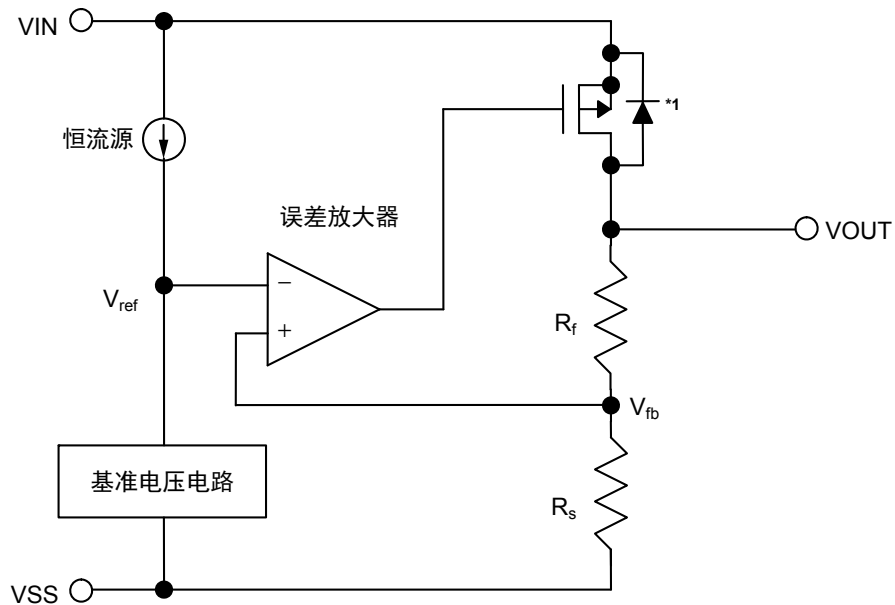 VIN
*1
恒流源
误差放大器
VOUT
Vref
−
+
Rf
Vfb
基准电压电路
Rs
VSS